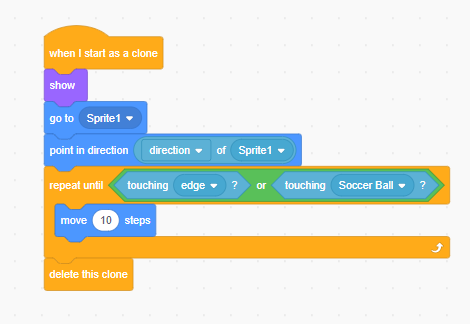 when I start as a clone
show
go to Sprite1
point in direction direction of Sprite1
repeat until touching edge ? or touching Soccer Ball ?
move 10 steps
delete this clone